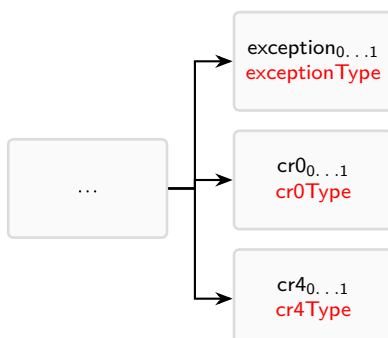 exception0...1
exceptionType
...
cr00...1
cr0Type
cr40...1
cr4Type